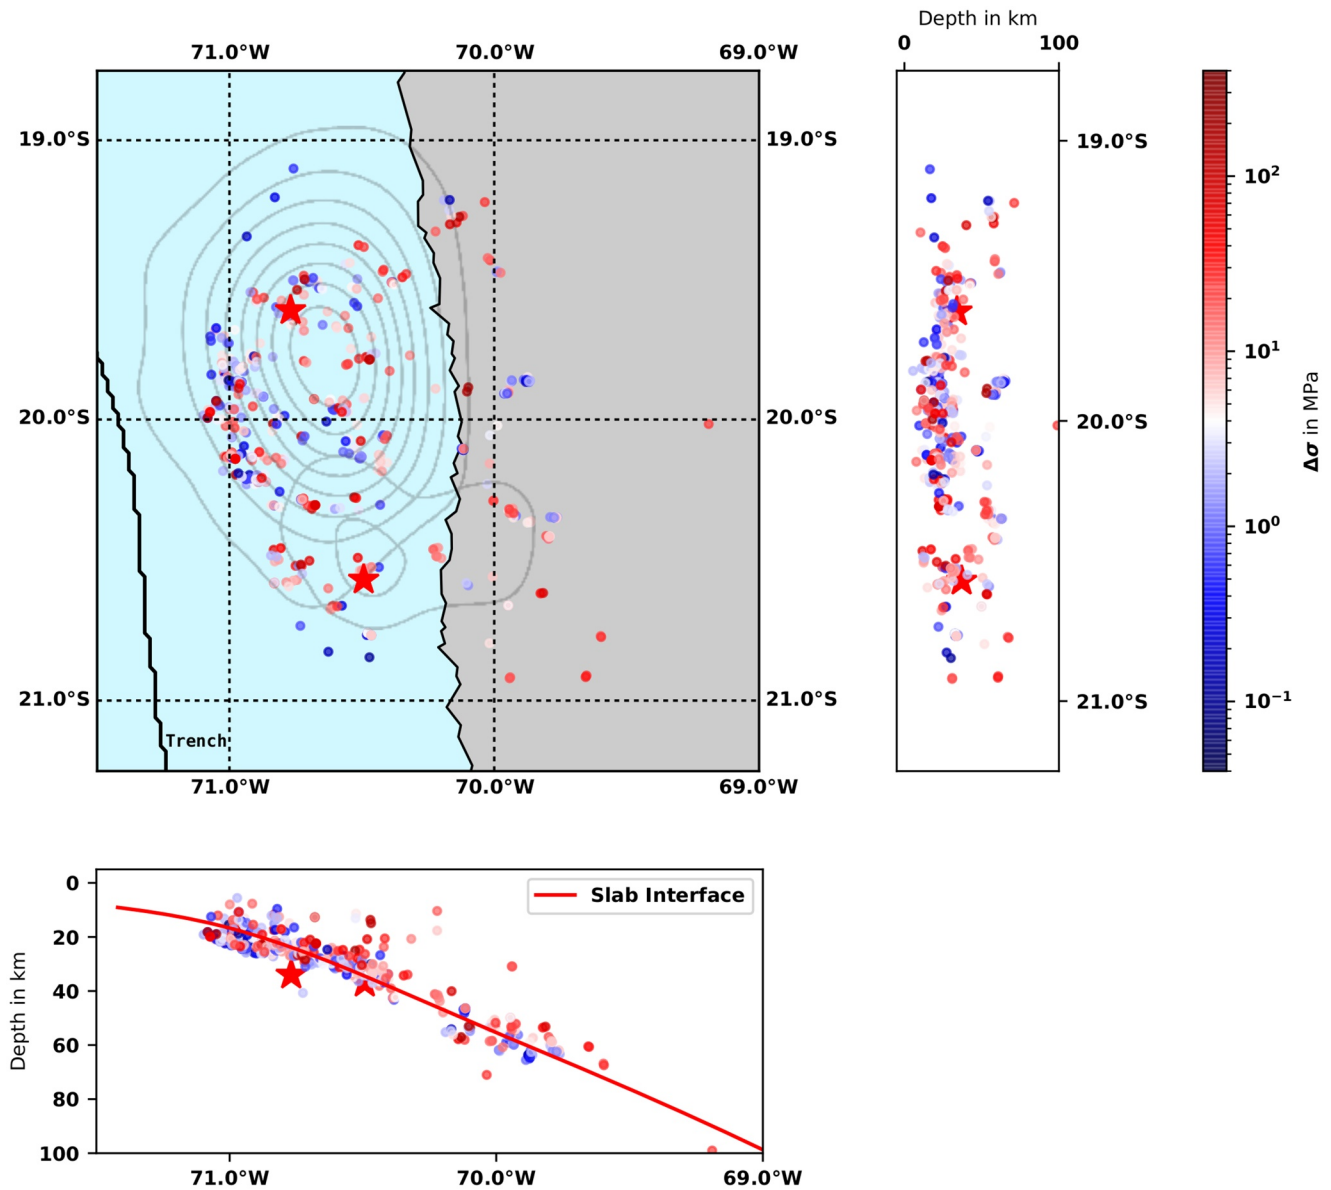 Depth in km
71.0°W 70.0°W 69.0°W 0 100
19.0°S 19.0°S 19.0°S
10²
10¹
20.0°S 20.0°S 20.0°S
Δσ in MPa
10⁰
21.0°S 21.0°S 21.0°S
10⁻¹
Trench
71.0°W 70.0°W 69.0°W
0
Slab Interface
20
40
Depth in km
60
80
100
71.0°W 70.0°W 69.0°W